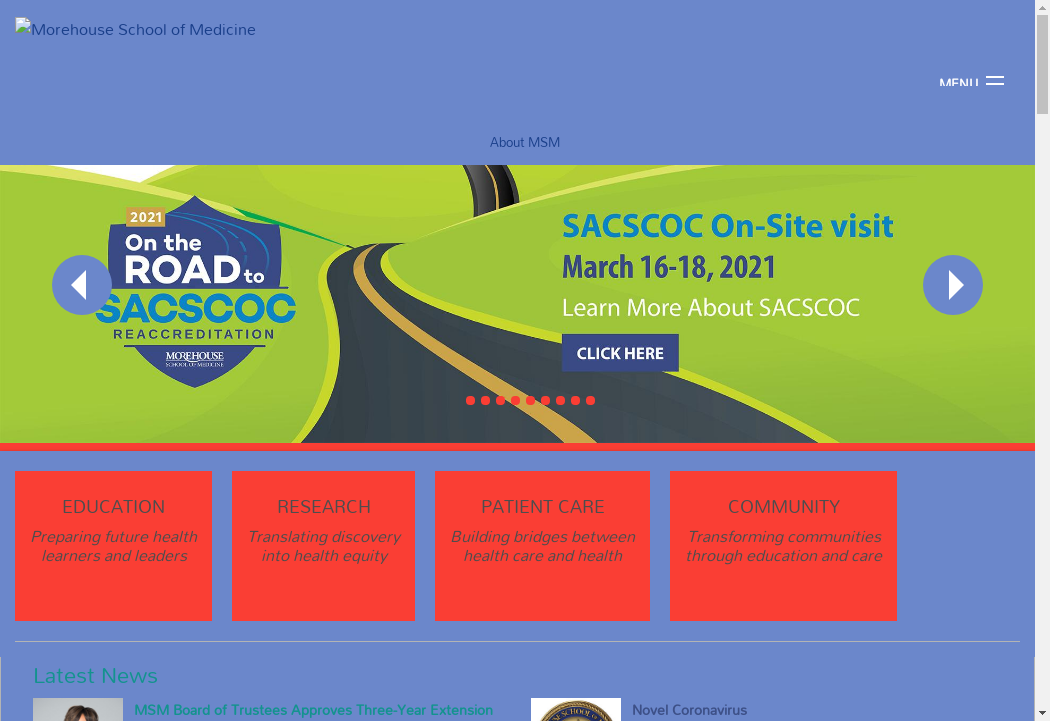 Morehouse School of Medicine
MENU
About MSM
2021
On the
ROAD to
SACSCOC
REACCREDITATION
MOREHOUSE
SCHOOL OF MEDICINE
SACSCOC On-Site visit
March 16-18, 2021
Learn More About SACSCOC
CLICK HERE
EDUCATION
Preparing future health
learners and leaders
RESEARCH
Translating discovery
into health equity
PATIENT CARE
Building bridges between
health care and health
COMMUNITY
Transforming communities
through education and care
Latest News
MSM Board of Trustees Approves Three-Year Extension
Novel Coronavirus